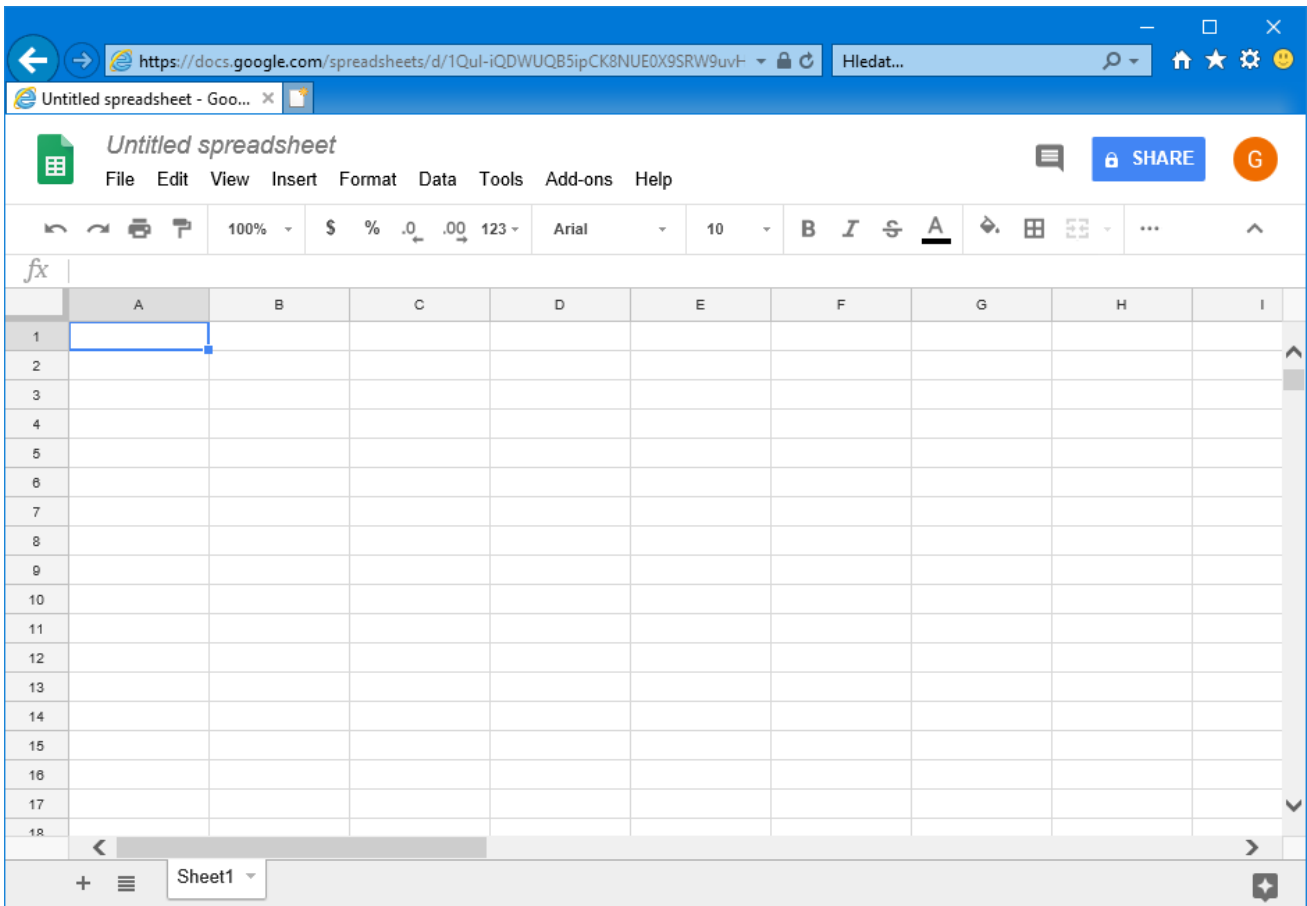 https://docs.google.com/spreadsheets/d/1QuI-iQDWUQB5ipCK8NUE0X9SRW9uvH
Hledat...
Untitled spreadsheet - Goo...
Untitled spreadsheet
SHARE
G
File Edit View Insert Format Data Tools Add-ons Help
100% $ % .0 .00 123 Arial 10 B I S A ...
fx
A B C D E F G H I
1
2
3
4
5
6
7
8
9
10
11
12
13
14
15
16
17
18
Sheet1